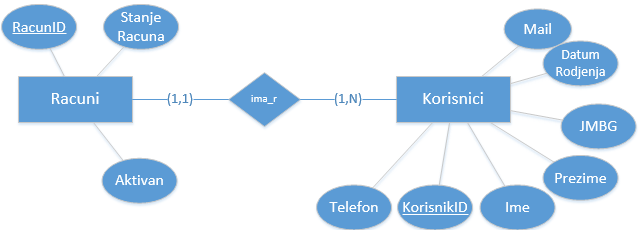 RacunID
Stanje
Racuna
Mail
Datum
Rodjenja
Racuni
(1,1)
ima_r
(1,N)
Korisnici
JMBG
Aktivan
Prezime
Telefon
KorisnikID
Ime